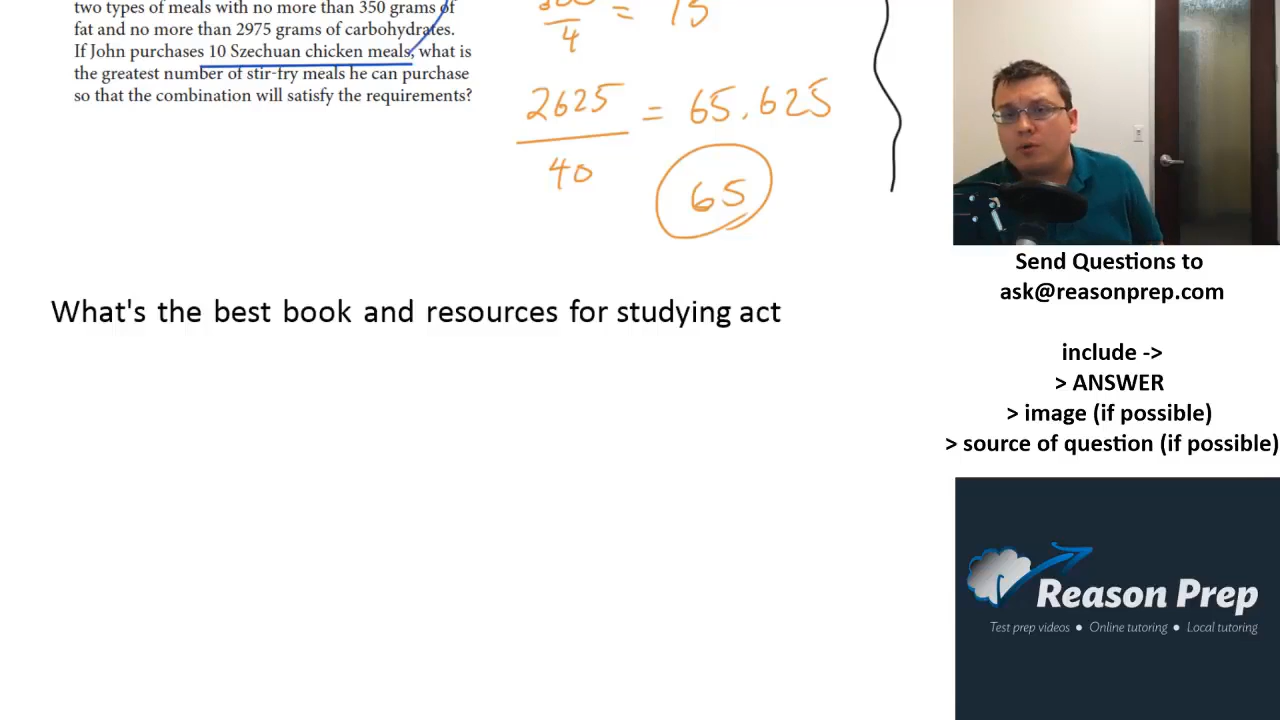 two types of meals with no more than 350 grams of
fat and no more than 2975 grams of carbohydrates.
If John purchases 10 Szechuan chicken meals, what is
the greatest number of stir-fry meals he can purchase
so that the combination will satisfy the requirements?
4
=
2625
40
= 65.625
65
What's the best book and resources for studying act
Send Questions to
ask@reasonprep.com
include ->
> ANSWER
> image (if possible)
> source of question (if possible)
Reason Prep
Test prep videos ● Online tutoring ● Local tutoring